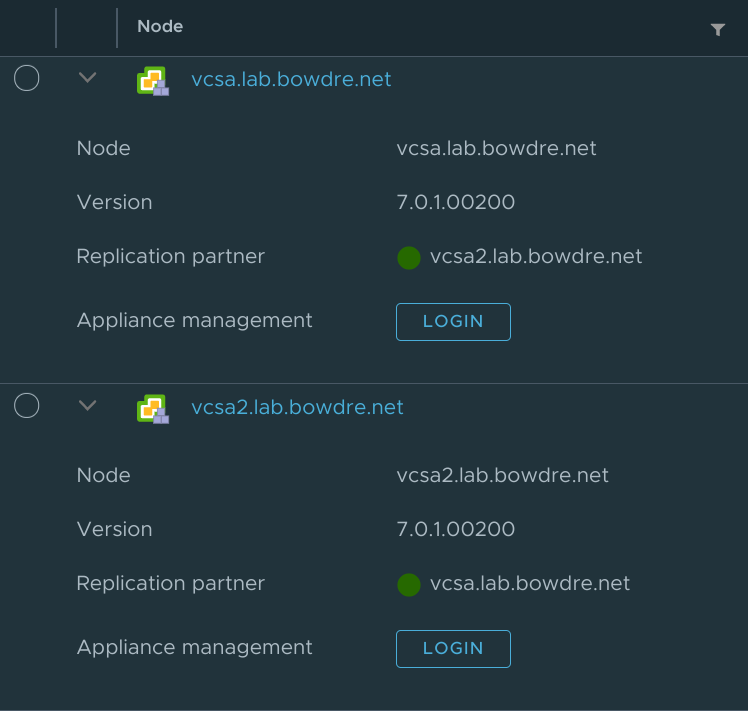 Node
vcsa.lab.bowdre.net
Node vcsa.lab.bowdre.net
Version 7.0.1.00200
Replication partner vcsa2.lab.bowdre.net
Appliance management LOGIN
vcsa2.lab.bowdre.net
Node vcsa2.lab.bowdre.net
Version 7.0.1.00200
Replication partner vcsa.lab.bowdre.net
Appliance management LOGIN